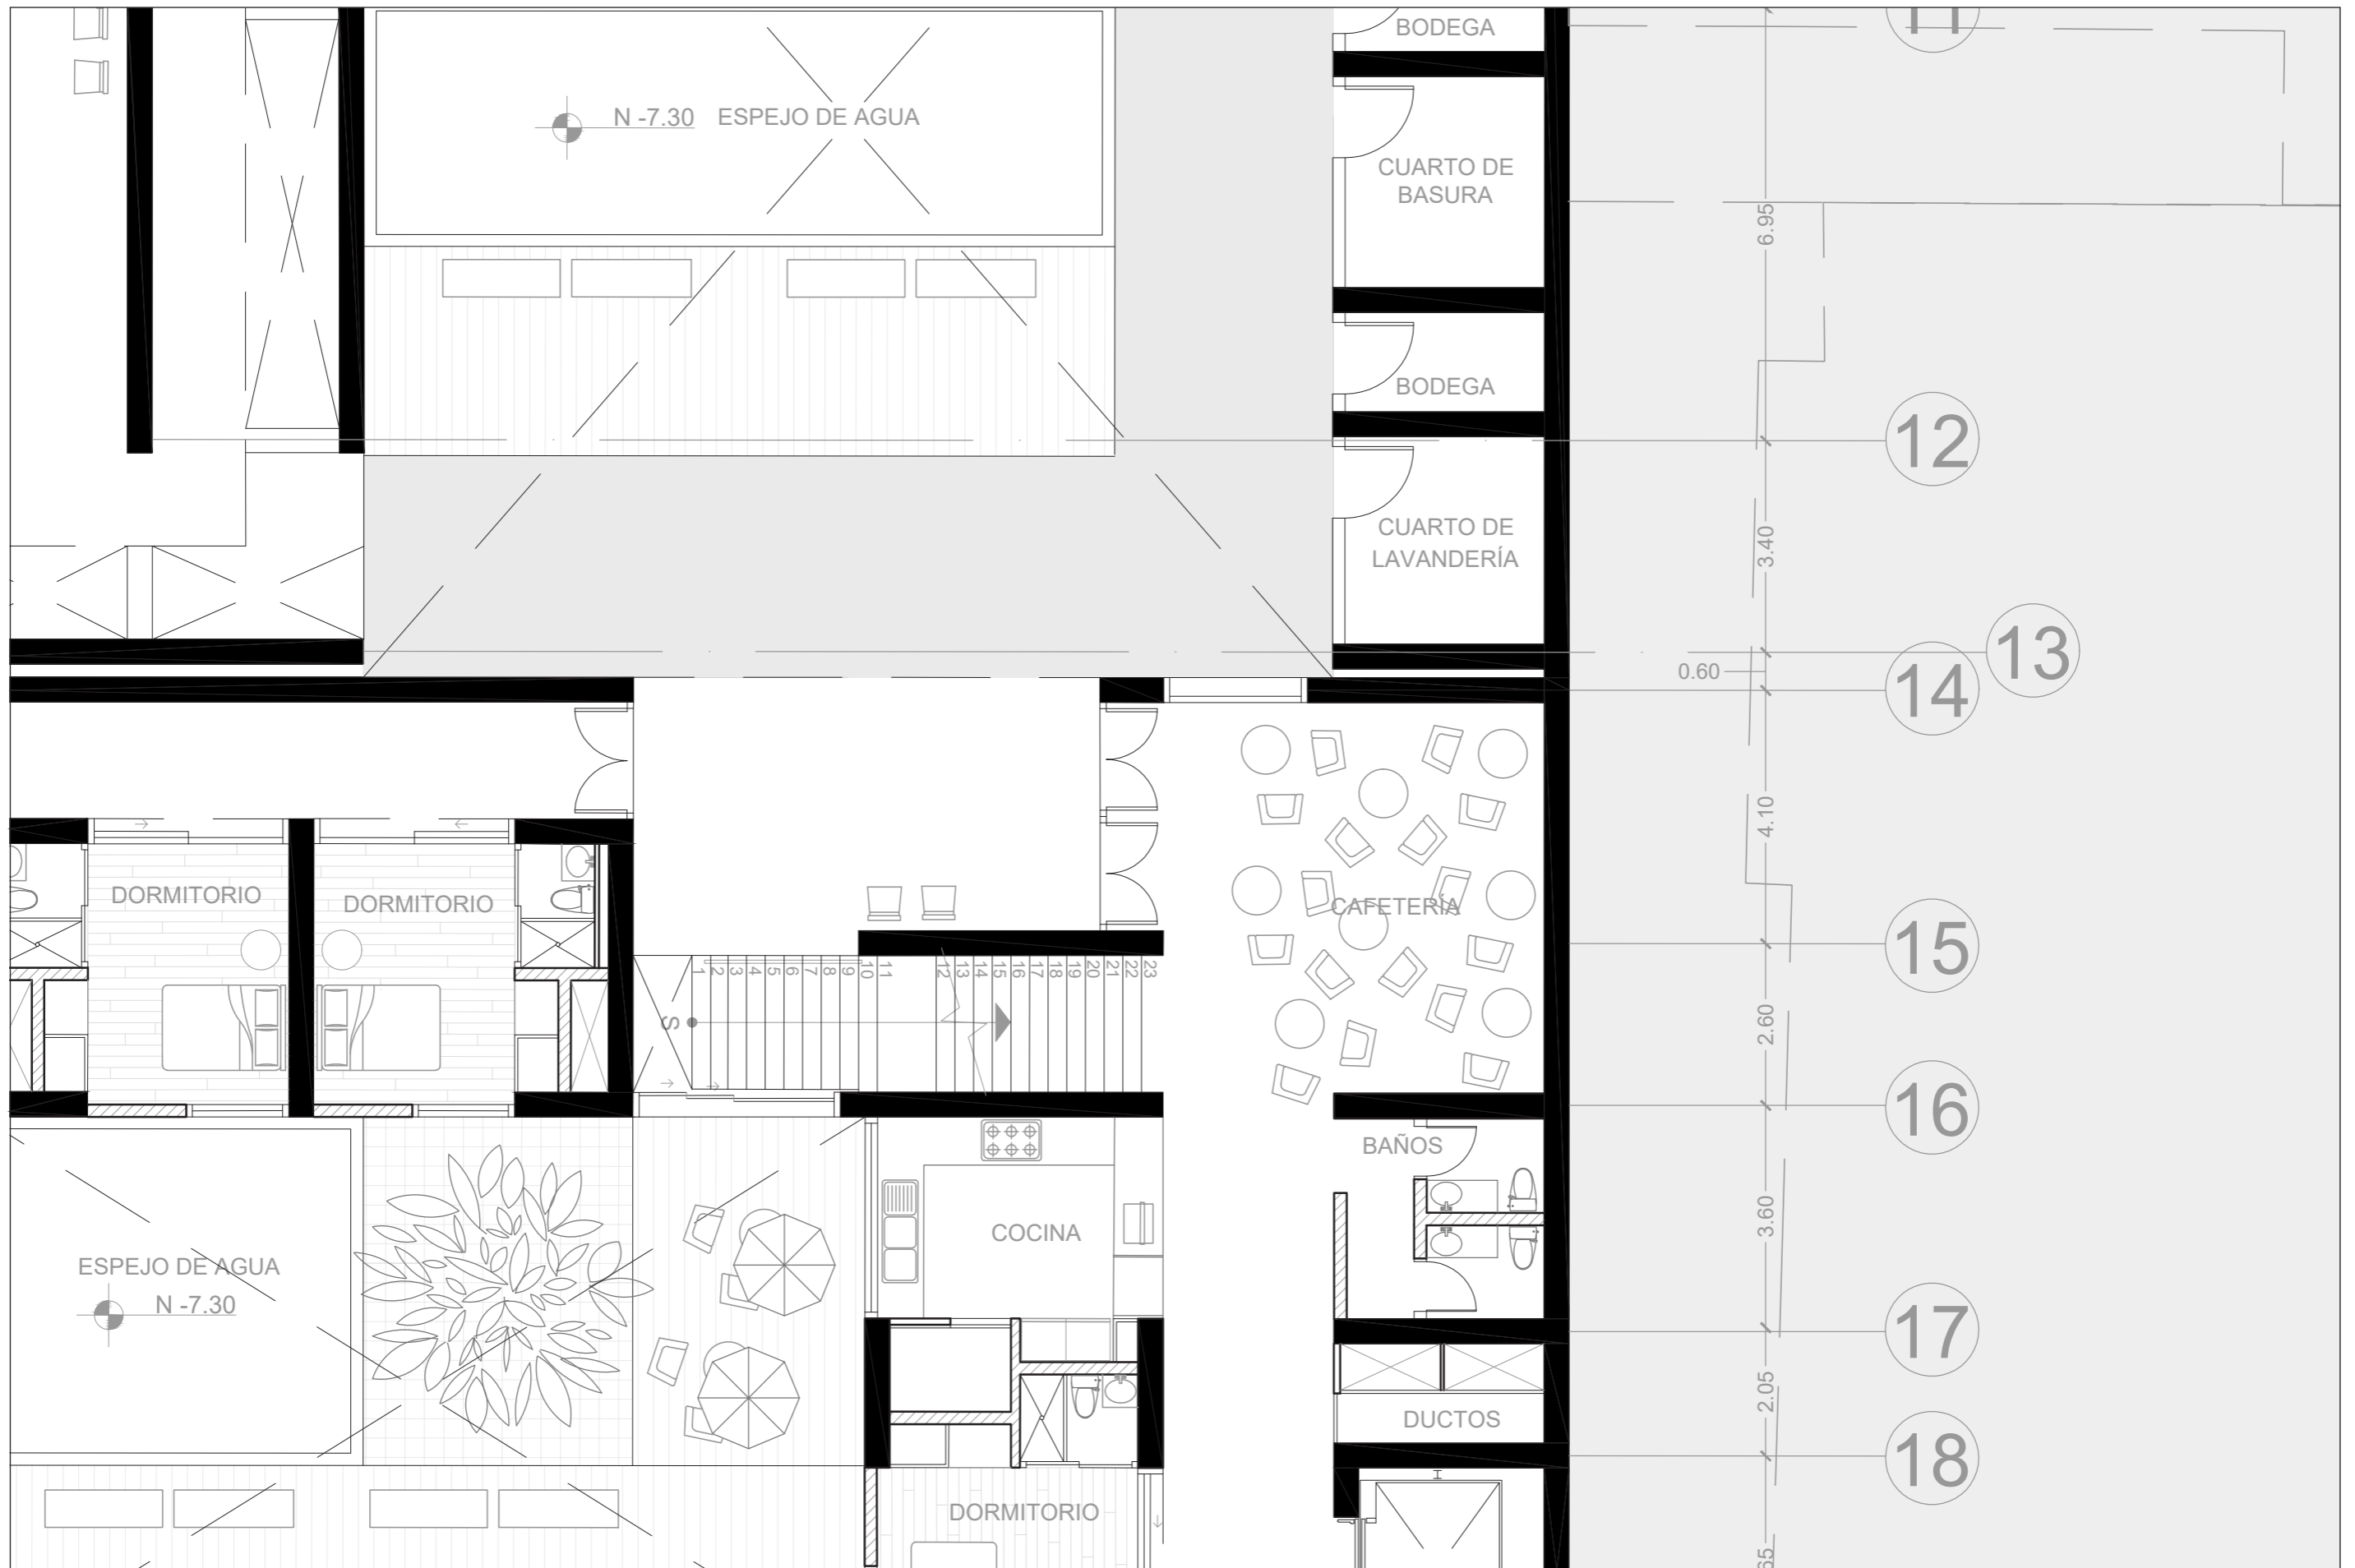 BODEGA
11
N -7.30 ESPEJO DE AGUA
CUARTO DE
BASURA
6.95
BODEGA
12
CUARTO DE
LAVANDERÍA
3.40
13
0.60
14
4.10
DORMITORIO
DORMITORIO
CAFETERÍA
15
1 2 3 4 5 6 7 8 9 10 11 12 13 14 15 16 17 18 19 20 21 22 23
S
2.60
16
BAÑOS
COCINA
3.60
ESPEJO DE AGUA
N -7.30
17
2.05
DUCTOS
18
DORMITORIO